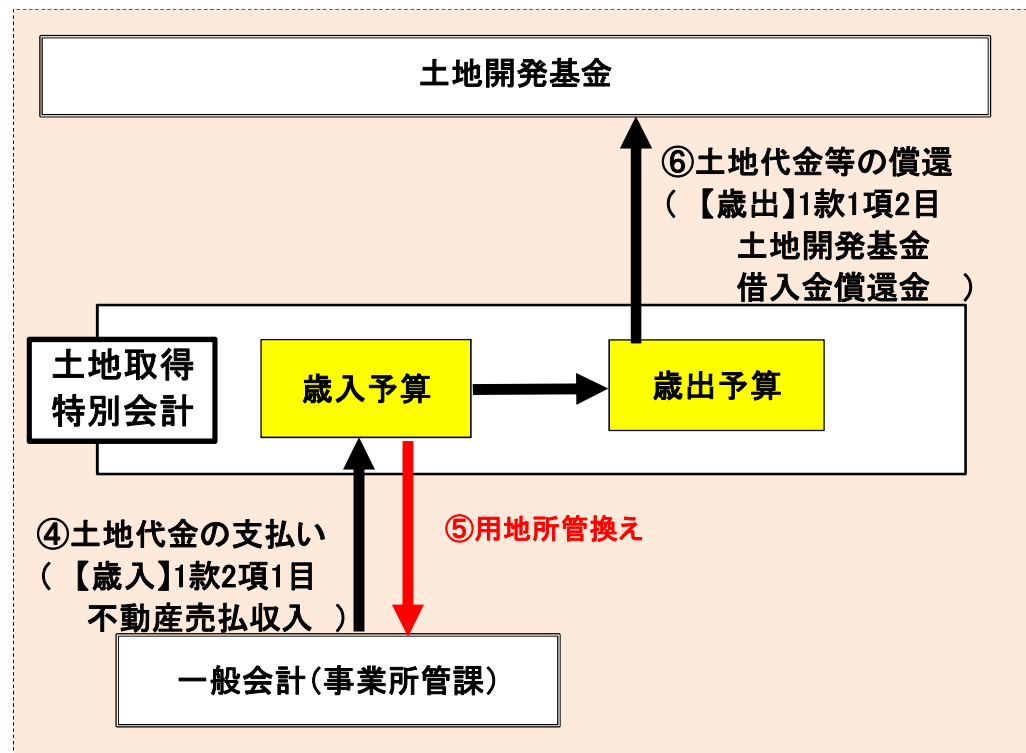 土地開発基金
⑥土地代金等の償還
（ 【歳出】1款1項2目
土地開発基金
借入金償還金 ）
土地取得
特別会計
歳入予算
歳出予算
④土地代金の支払い
（ 【歳入】1款2項1目
不動産売払収入 ）
⑤用地所管換え
一般会計（事業所管課）